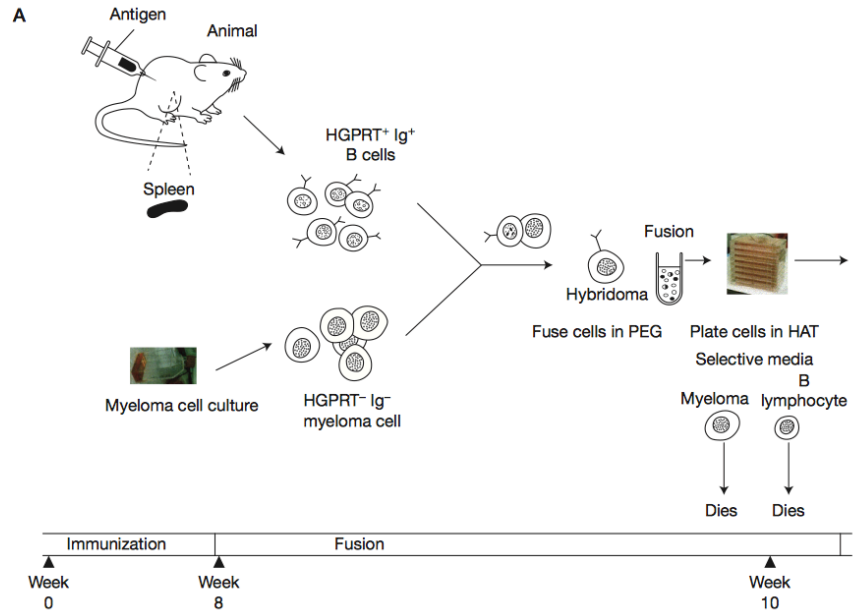 A
Antigen
Animal
Spleen
HGPRT⁺ Ig⁺
B cells
Myeloma cell culture
HGPRT⁻ Ig⁻
myeloma cell
Hybridoma
Fusion
Fuse cells in PEG
Plate cells in HAT
Selective media
Myeloma
B
lymphocyte
Dies
Dies
Immunization
Fusion
Week
0
Week
8
Week
10